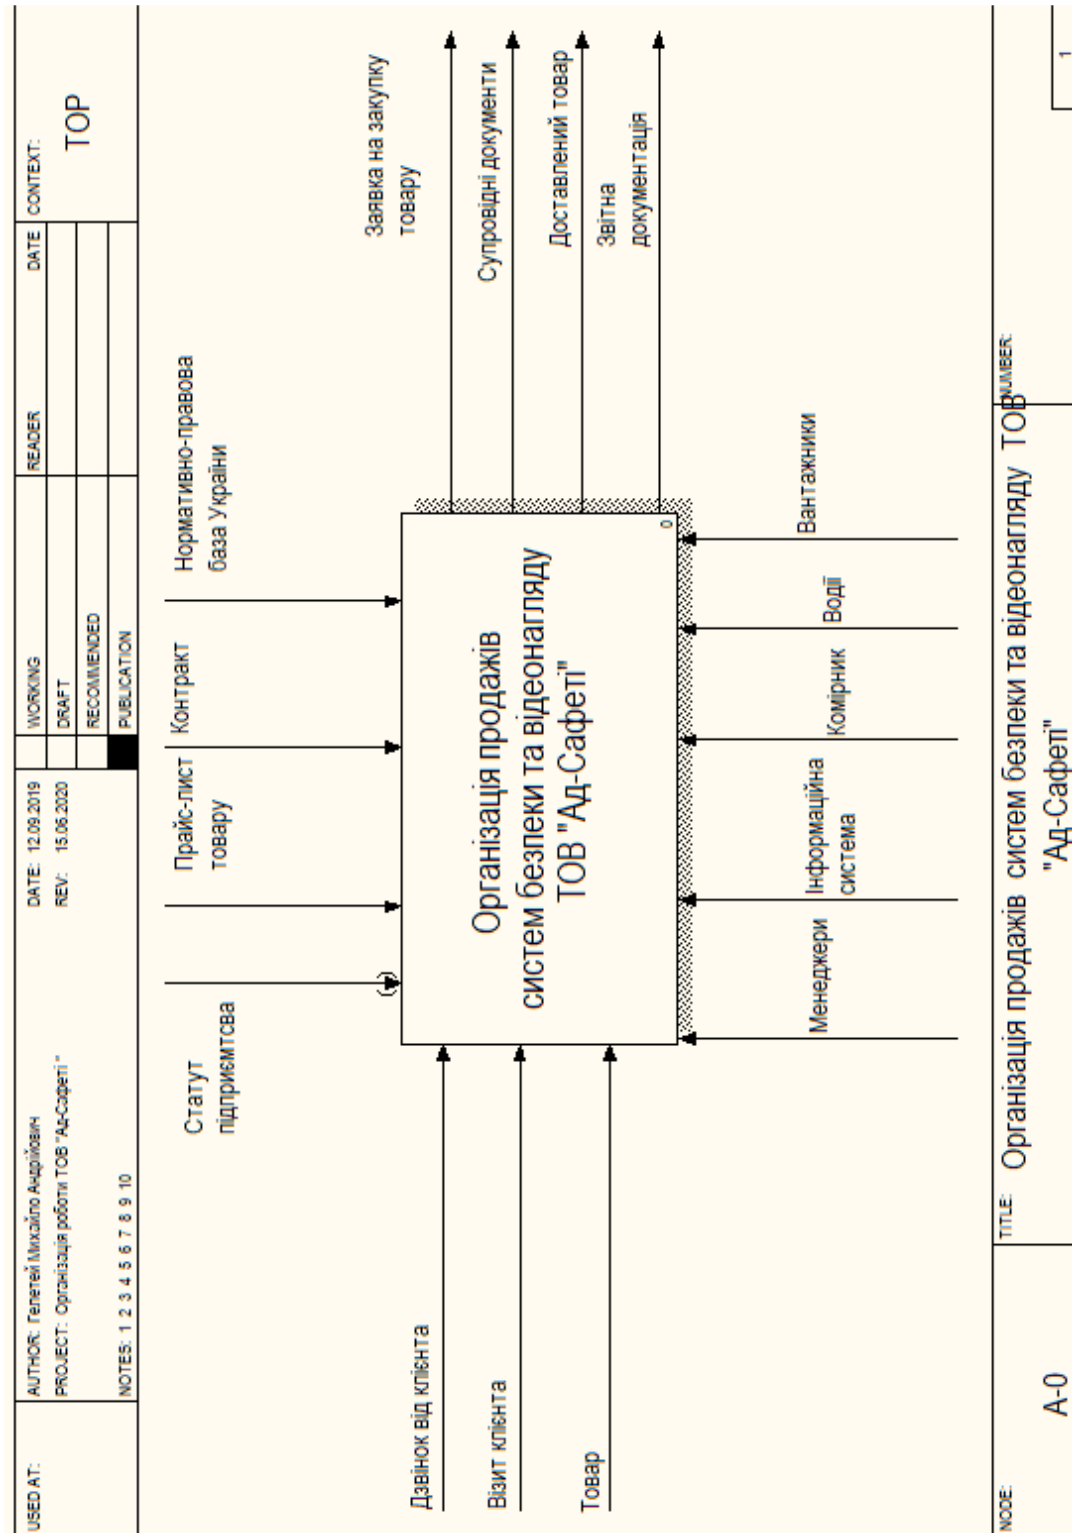 USED AT:
AUTHOR: Гелетей Михайло Андрійович
DATE: 12.09.2019
WORKING
READER
DATE
CONTEXT:
PROJECT: Організація роботи ТОВ "Ад-Сафеті"
REV: 15.06.2020
DRAFT
TOP
RECOMMENDED
NOTES: 1 2 3 4 5 6 7 8 9 10
PUBLICATION
Статут
підприємтсва
Прайс-лист
товару
Контракт
Нормативно-правова
база України
Дзвінок від клієнта
Візит клієнта
Товар
Організація продажів
систем безпеки та відеонагляду
ТОВ "Ад-Сафеті"
0
Заявка на закупку
товару
Супровідні документи
Доставлений товар
Звітна
документація
Менеджери
Інформаційна
система
Комірник
Водії
Вантажники
NODE:
A-0
TITLE:
Організація продажів систем безпеки та відеонагляду ТОВ
"Ад-Сафеті"
NUMBER:
1